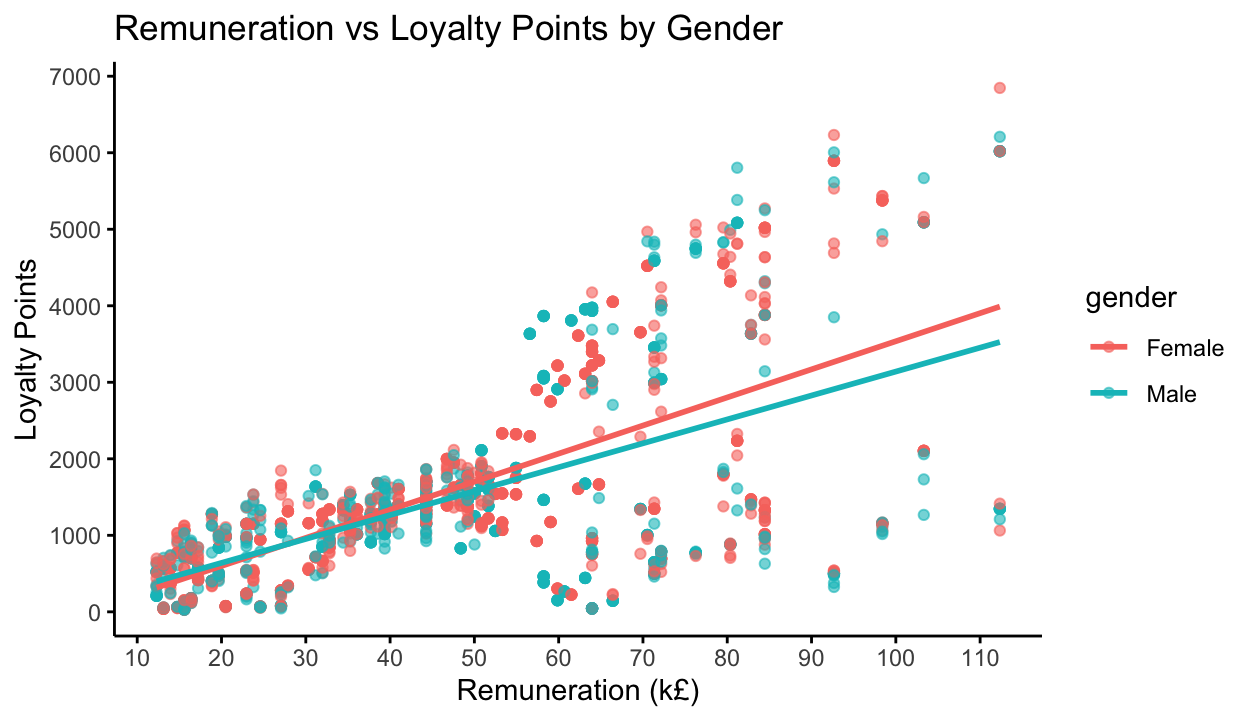 Remuneration vs Loyalty Points by Gender
7000
6000
5000
4000
3000
2000
1000
0
Loyalty Points
10 20 30 40 50 60 70 80 90 100 110
Remuneration (k£)
gender
Female
Male